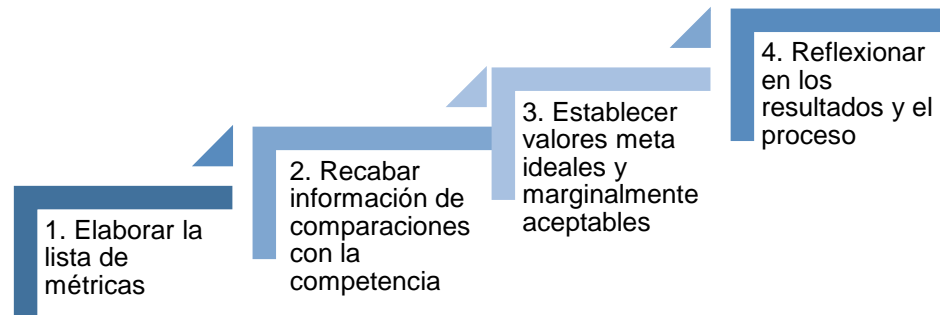 1. Elaborar la
lista de
métricas
2. Recabar
información de
comparaciones
con la
competencia
3. Establecer
valores meta
ideales y
marginalmente
aceptables
4. Reflexionar
en los
resultados y el
proceso